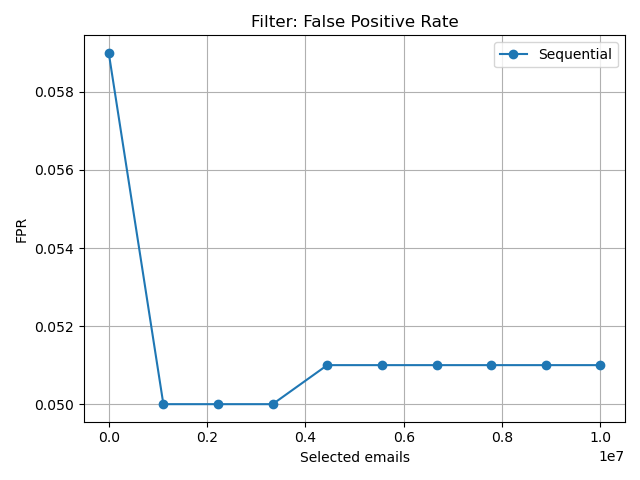 Filter: False Positive Rate
Sequential
FPR
0.058
0.056
0.054
0.052
0.050
0.0 0.2 0.4 0.6 0.8 1.0
1e7
Selected emails